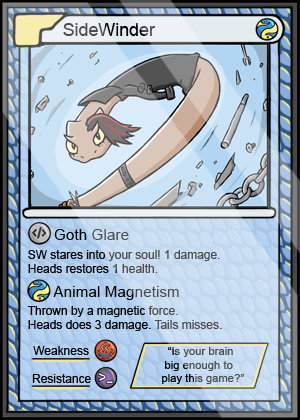 SideWinder
</> Goth Glare
SW stares into your soul! 1 damage.
Heads restores 1 health.
Animal Magnetism
Thrown by a magnetic force.
Heads does 3 damage. Tails misses.
Weakness
Resistance >_
“Is your brain
big enough to
play this game?”